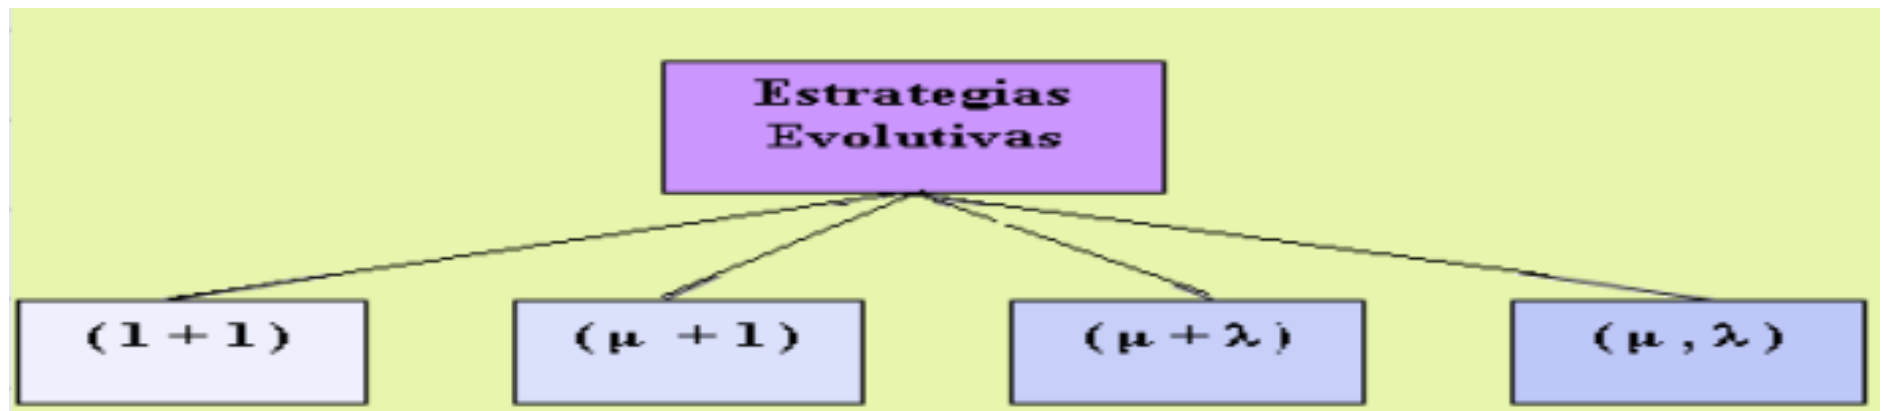 Estrategias
Evolutivas
( 1 + 1 )
( μ + 1 )
( μ + λ )
( μ , λ )